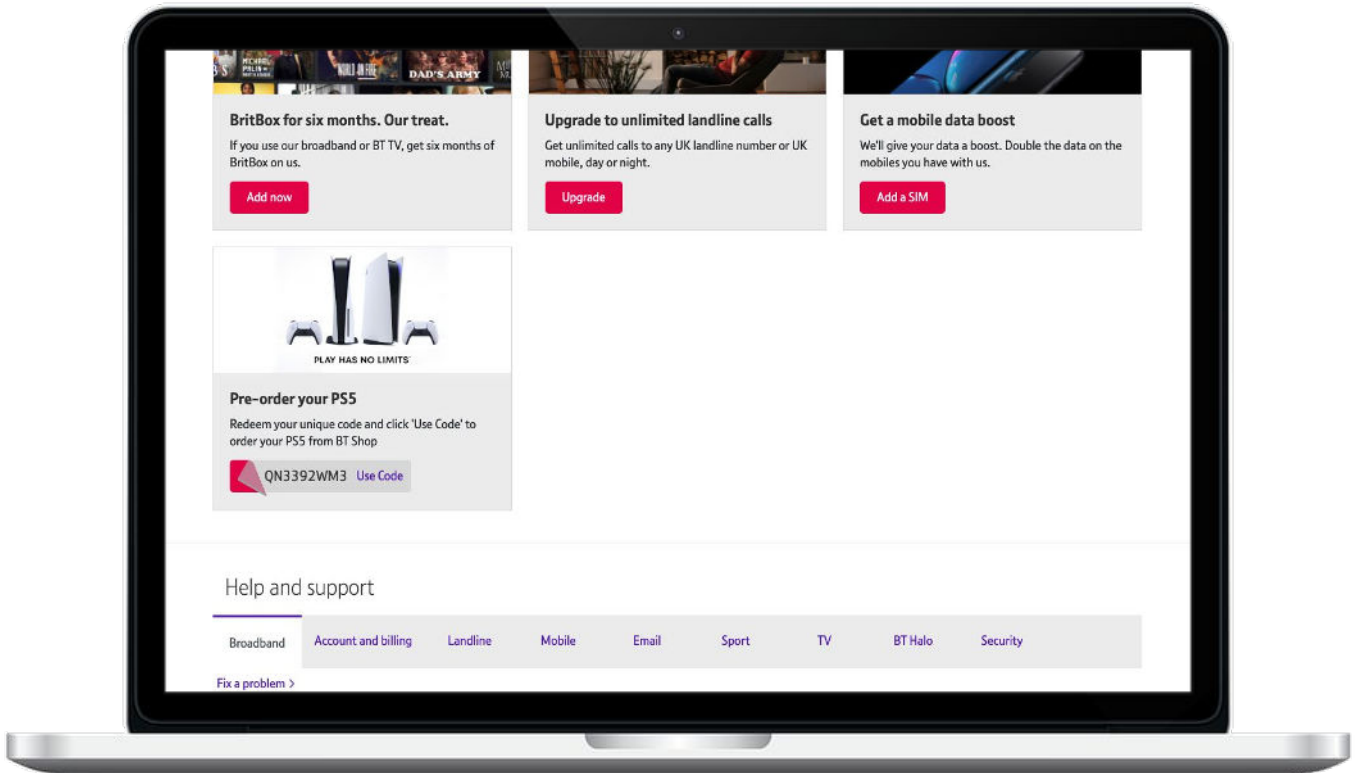 MICHAEL
PALIN
WORLD ON FIRE
DAD'S ARMY
BritBox for six months. Our treat.
If you use our broadband or BT TV, get six months of
BritBox on us.
Add now
Upgrade to unlimited landline calls
Get unlimited calls to any UK landline number or UK
mobile, day or night.
Upgrade
Get a mobile data boost
We'll give your data a boost. Double the data on the
mobiles you have with us.
Add a SIM
PLAY HAS NO LIMITS
Pre-order your PS5
Redeem your unique code and click 'Use Code' to
order your PS5 from BT Shop
QN3392WM3 Use Code
Help and support
Broadband Account and billing Landline Mobile Email Sport TV BT Halo Security
Fix a problem >